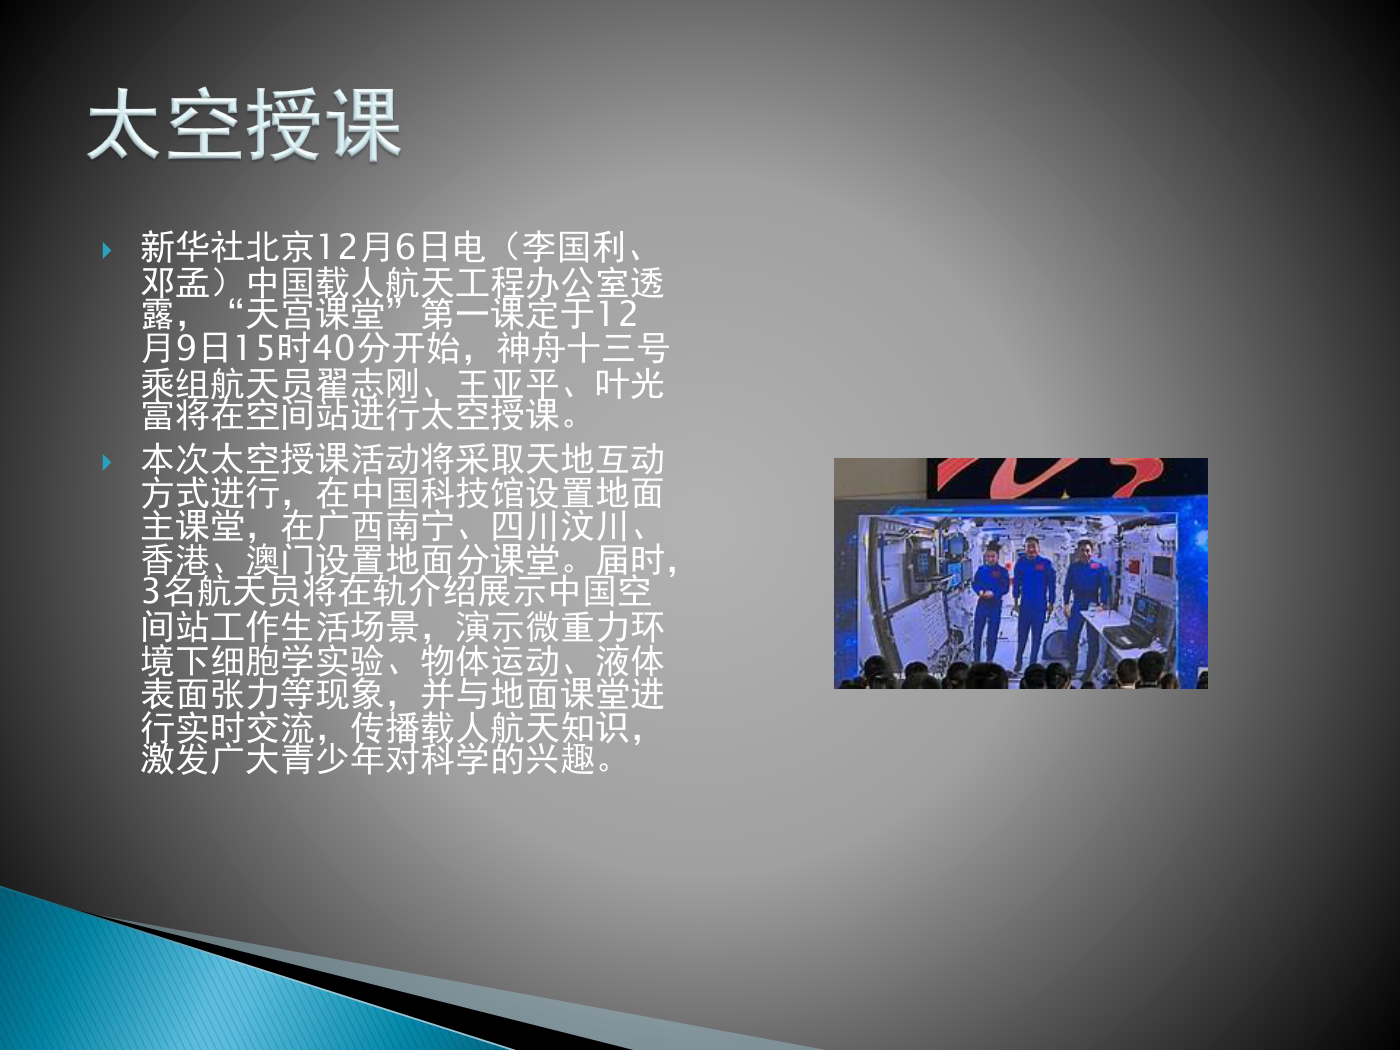 太空授课
新华社北京12月6日电（李国利、
邓孟）中国载人航天工程办公室透
露，“天宫课堂”第一课定于12
月9日15时40分开始，神舟十三号
乘组航天员翟志刚、王亚平、叶光
富将在空间站进行太空授课。
本次太空授课活动将采取天地互动
方式进行，在中国科技馆设置地面
主课堂，在广西南宁、四川汶川、
香港、澳门设置地面分课堂。届时，
3名航天员将在轨介绍展示中国空
间站工作生活场景，演示微重力环
境下细胞学实验、物体运动、液体
表面张力等现象，并与地面课堂进
行实时交流，传播载人航天知识，
激发广大青少年对科学的兴趣。